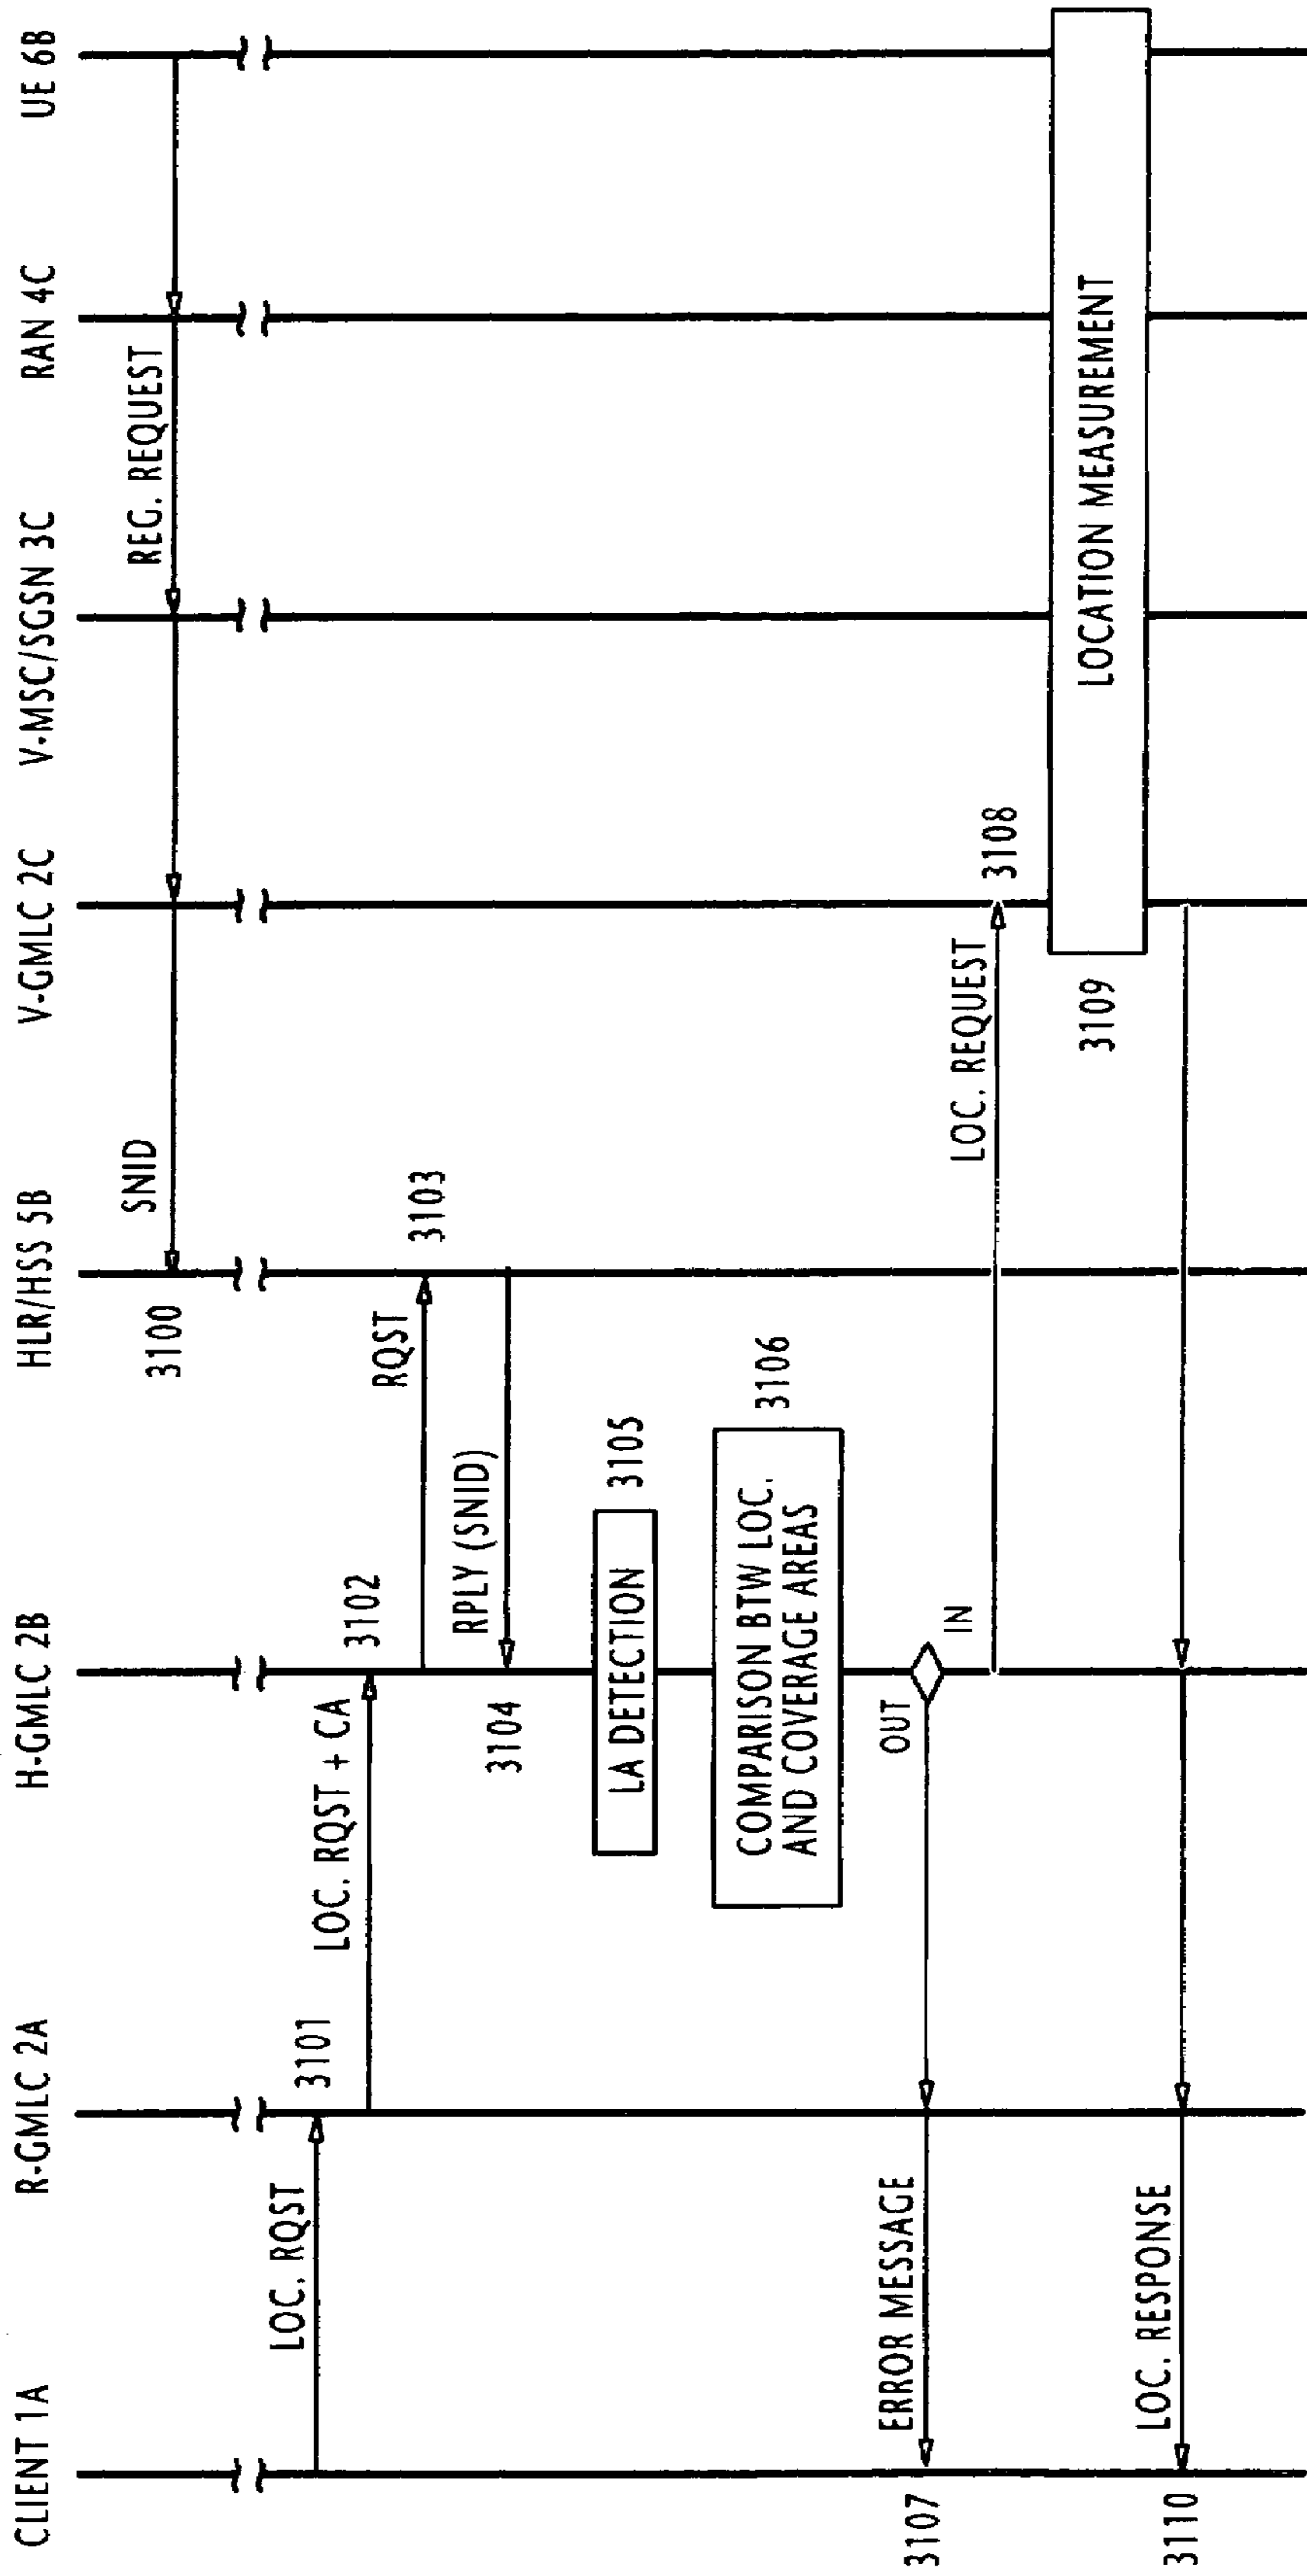 CLIENT 1A
R-GMLC 2A
H-GMLC 2B
HLR/HSS 5B
V-GMLC 2C
V-MSC/SGSN 3C
RAN 4C
UE 6B
3100
SNID
REG. REQUEST
LOC. RQST
3101
LOC. RQST + CA
3102
RQST
3103
3104
RPLY (SNID)
LA DETECTION
3105
COMPARISON BTW LOC.
AND COVERAGE AREAS
3106
3107
ERROR MESSAGE
OUT
IN
LOC. REQUEST
3108
3109
LOCATION MEASUREMENT
3110
LOC. RESPONSE